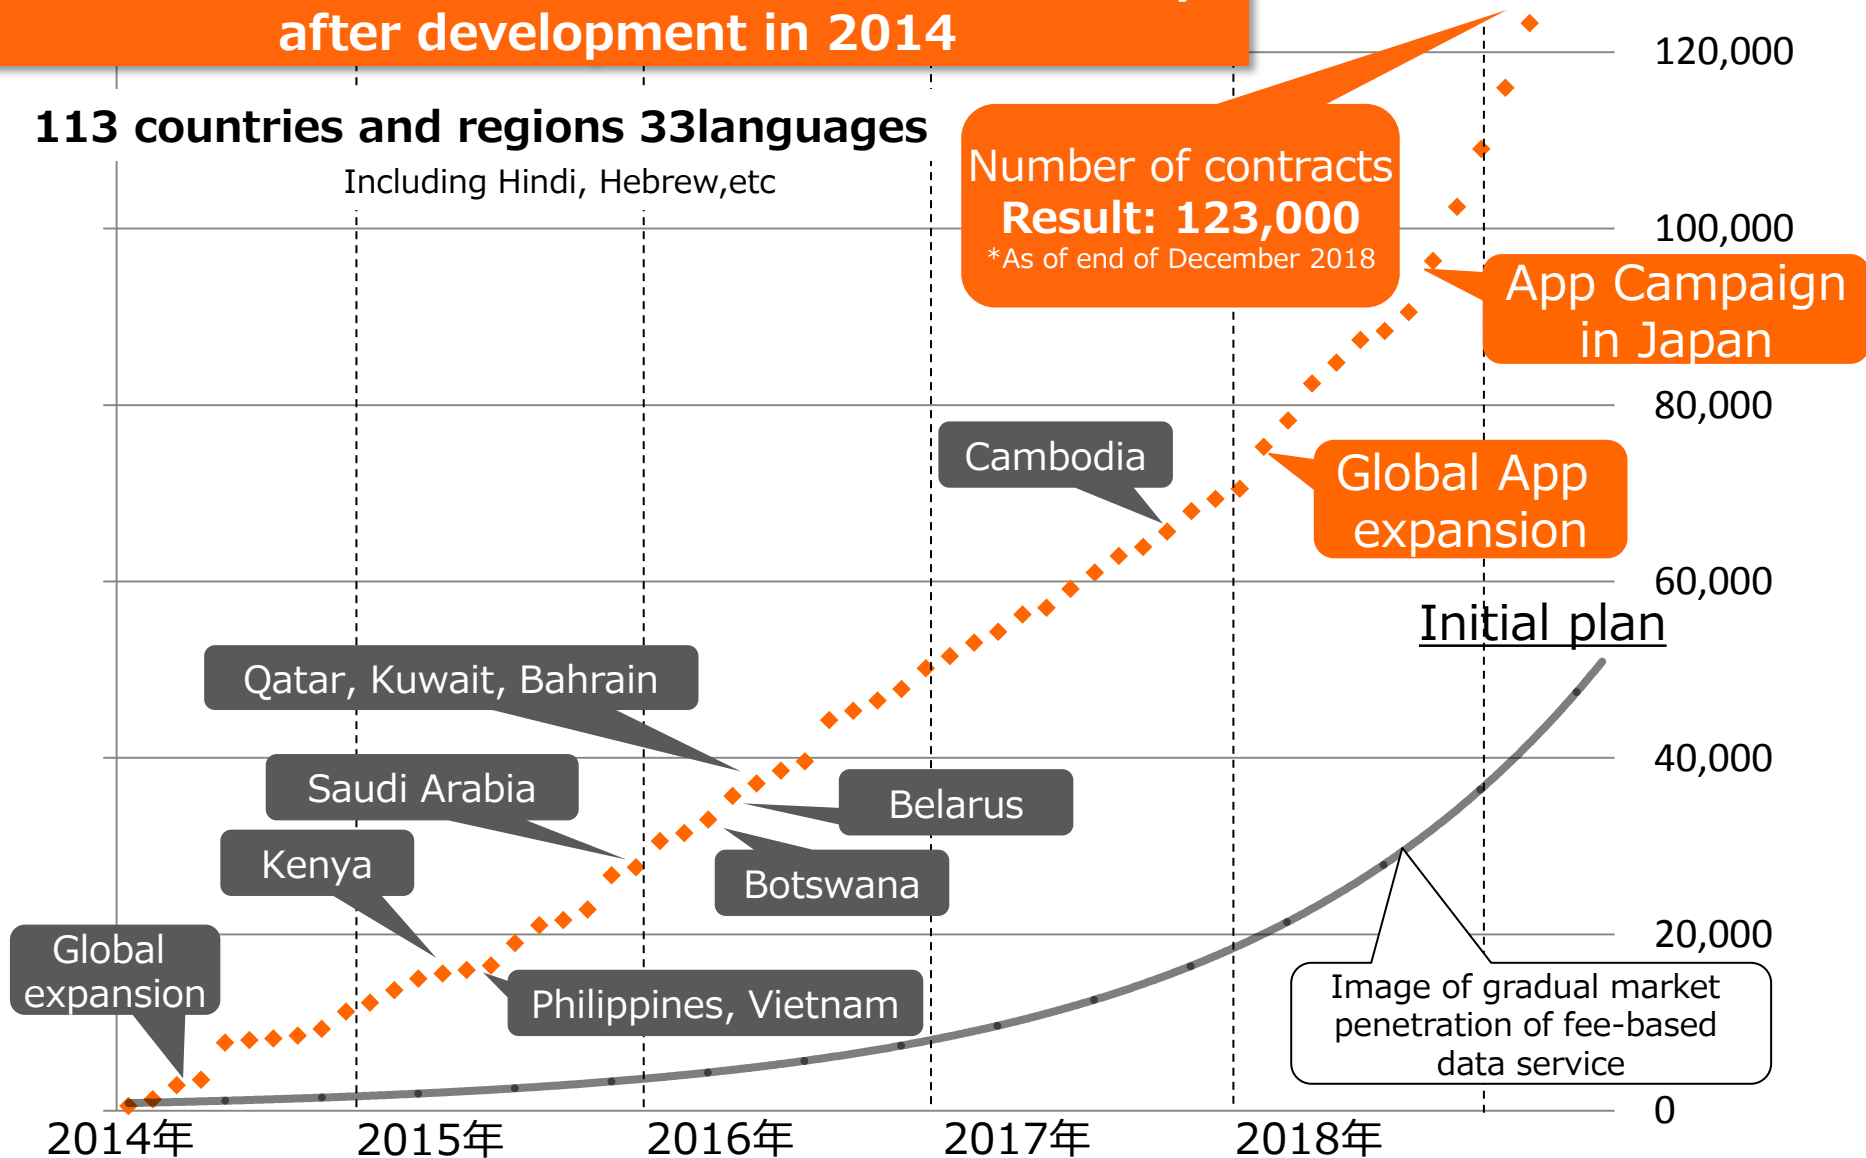 after development in 2014
113 countries and regions 33languages
Including Hindi, Hebrew,etc
Number of contracts
Result: 123,000
*As of end of December 2018
App Campaign
in Japan
Cambodia
Global App
expansion
Initial plan
Qatar, Kuwait, Bahrain
Saudi Arabia
Belarus
Kenya
Botswana
Global
expansion
Philippines, Vietnam
Image of gradual market
penetration of fee-based
data service
120,000
100,000
80,000
60,000
40,000
20,000
0
2014年
2015年
2016年
2017年
2018年